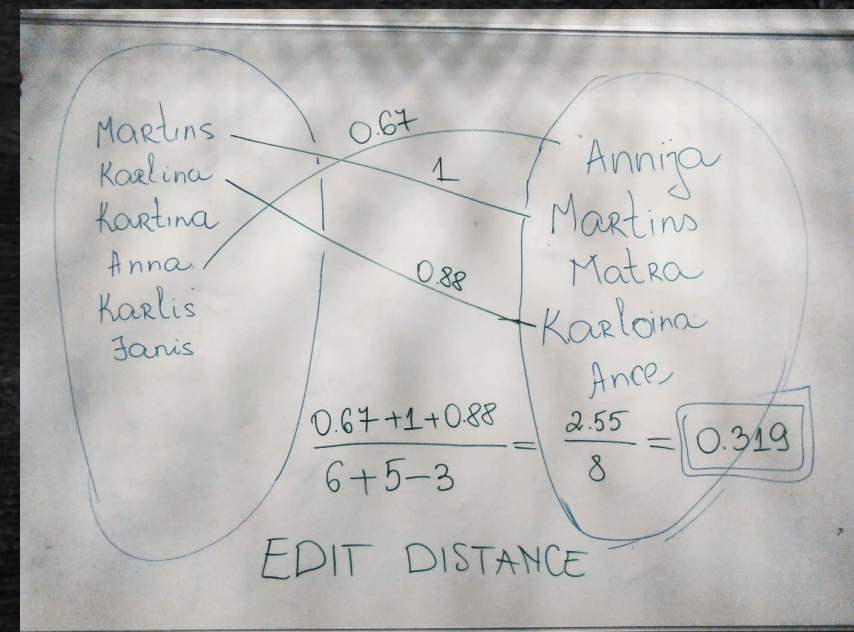 Martins
Karlina
Kartina
Anna
Karlis
Janis
0.67
1
0.88
Annija
Martins
Matra
Karloina
Ance
0.67+1+0.88
6+5-3
=
2.55
8
=
0.319
EDIT DISTANCE